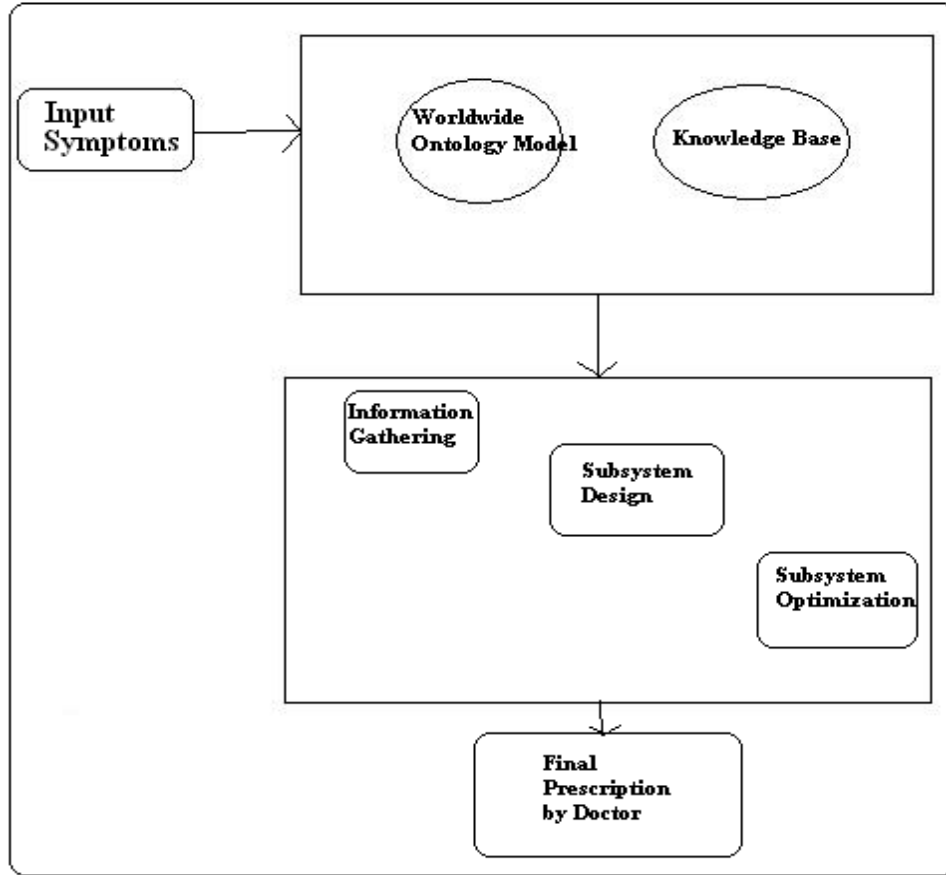 Input
Symptoms
Worldwide
Ontology Model
Knowledge Base
Information
Gathering
Subsystem
Design
Subsystem
Optimization
Final
Prescription
by Doctor